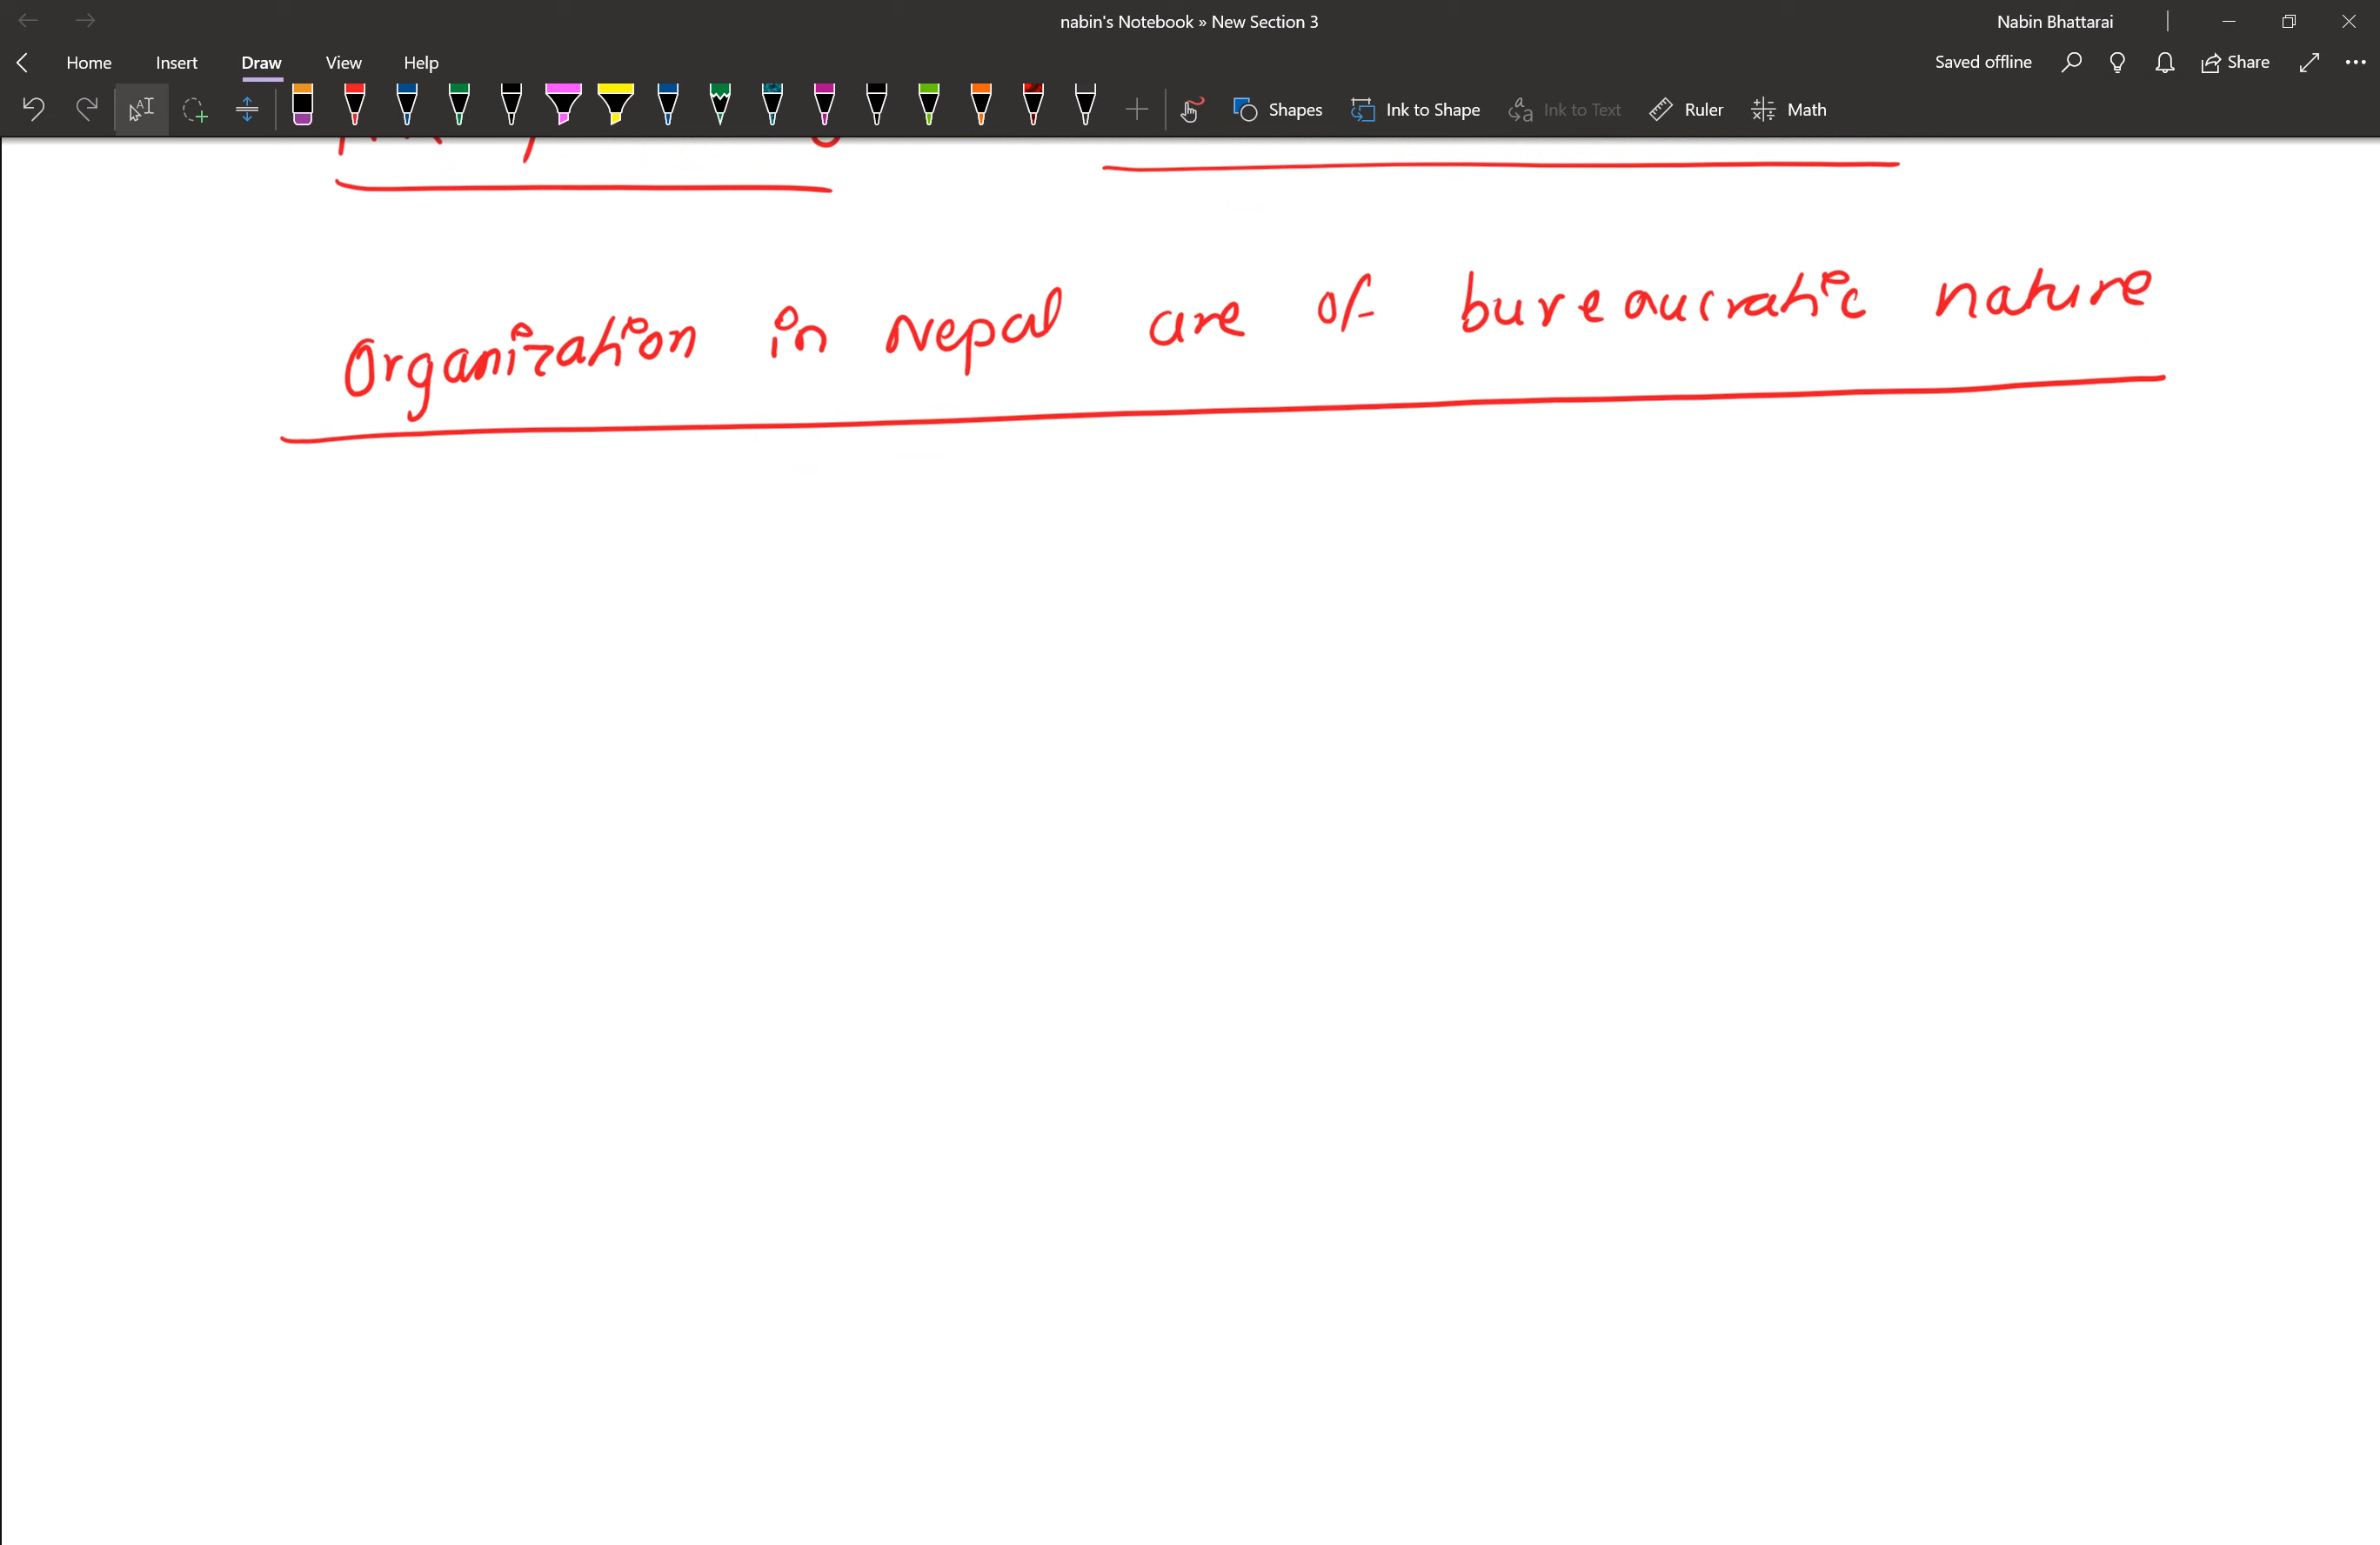 nabin's Notebook » New Section 3
Nabin Bhattarai
Home Insert Draw View Help
Saved offline
Share
Shapes Ink to Shape Ink to Text Ruler Math
Organization in Nepal are of bureaucratic nature